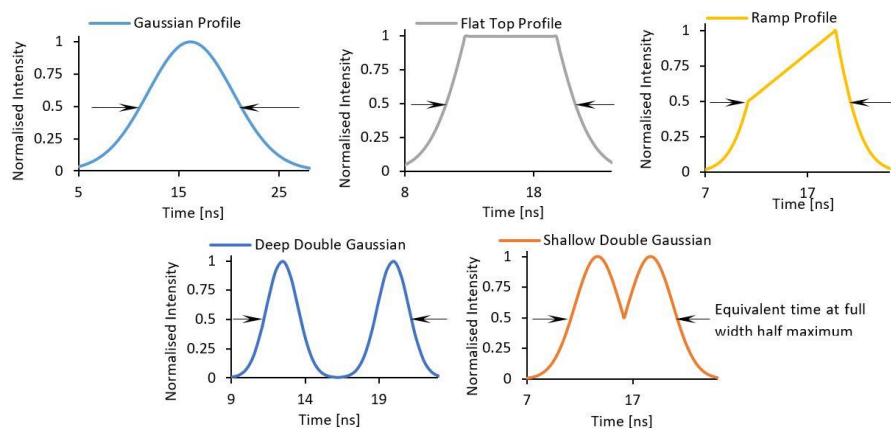 Gaussian Profile
Normalised Intensity
1
0.75
0.5
0.25
0
5
15
25
Time [ns]
Flat Top Profile
Normalised Intensity
1
0.75
0.5
0.25
0
8
18
Time [ns]
Ramp Profile
Normalised Intensity
1
0.75
0.5
0.25
0
7
17
Time [ns]
Deep Double Gaussian
Normalised Intensity
1
0.75
0.5
0.25
0
9
14
19
Time [ns]
Shallow Double Gaussian
Normalised Intensity
1
0.75
0.5
0.25
0
7
17
Time [ns]
Equivalent time at full
width half maximum